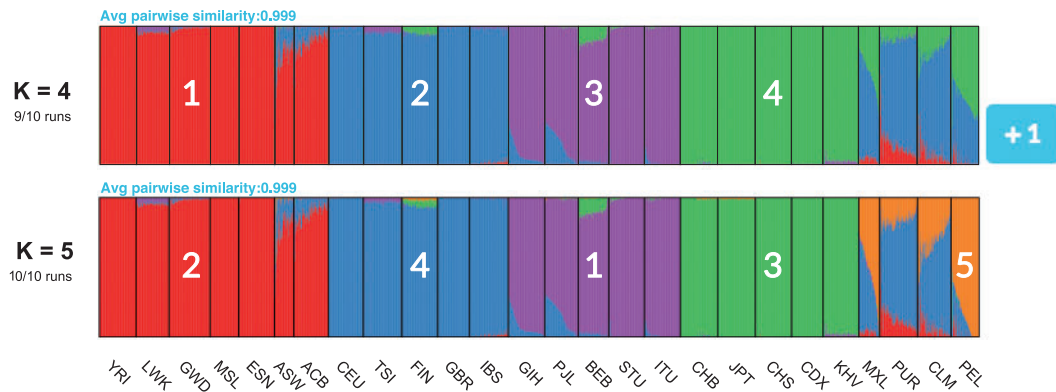 Avg pairwise similarity:0.999
K = 4
9/10 runs
1 2 3 4
+1
Avg pairwise similarity:0.999
K = 5
10/10 runs
2 4 1 3 5
YRI LWK GWD MSL ESN ASW ACB CEU TSI FIN GBR IBS GIH PJL BEB STU ITU CHB JPT CHS CDX KHV MXL PUR CLM PEL